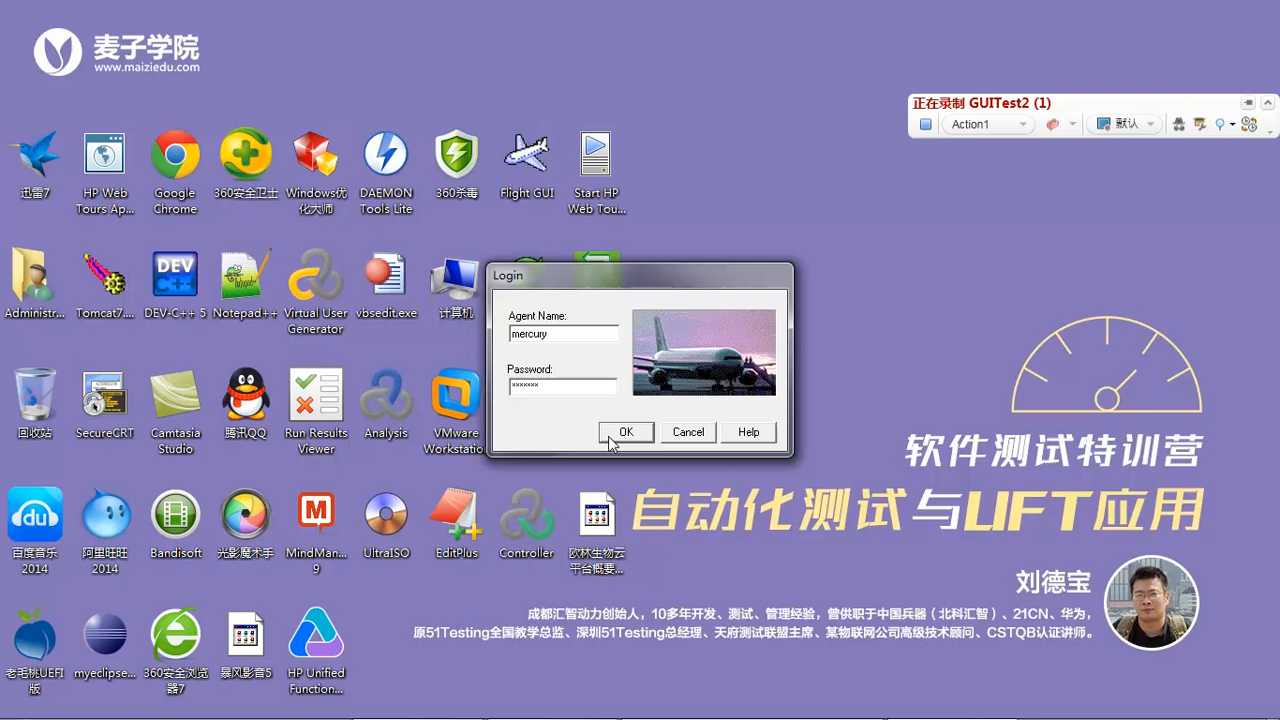 麦子学院
www.maiziedu.com
正在录制 GUITest2 (1)
Action1
默认
迅雷7
HP Web
Tours Ap...
Google
Chrome
360安全卫士
Windows优
化大师
DAEMON
Tools Lite
360杀毒
Flight GUI
Start HP
Web Tou...
Administr...
Tomcat7....
DEV
C++
DEV-C++ 5
Notepad++
Virtual User
Generator
vbsedit.exe
计算机
Login
Agent Name:
mercury
Password:
×××××××
OK
Cancel
Help
回收站
SecureCRT
Camtasia
Studio
腾讯QQ
Run Results
Viewer
Analysis
VMware
Workstatio
软件测试特训营
自动化测试与UFT应用
du
百度音乐
2014
阿里旺旺
2014
Bandisoft
光影魔术手
M
MindMan...
9
UltraISO
EditPlus
Controller
欧林生物云
平台概要...
刘德宝
成都汇智动力创始人，10多年开发、测试、管理经验，曾供职于中国兵器（北科汇智）、21CN、华为，
原51Testing全国教学总监、深圳51Testing总经理、天府测试联盟主席、某物联网公司高级技术顾问、CSTQB认证讲师。
老毛桃UEFI
版
myeclipse...
360安全浏览
器7
暴风影音5
HP Unified
Function...